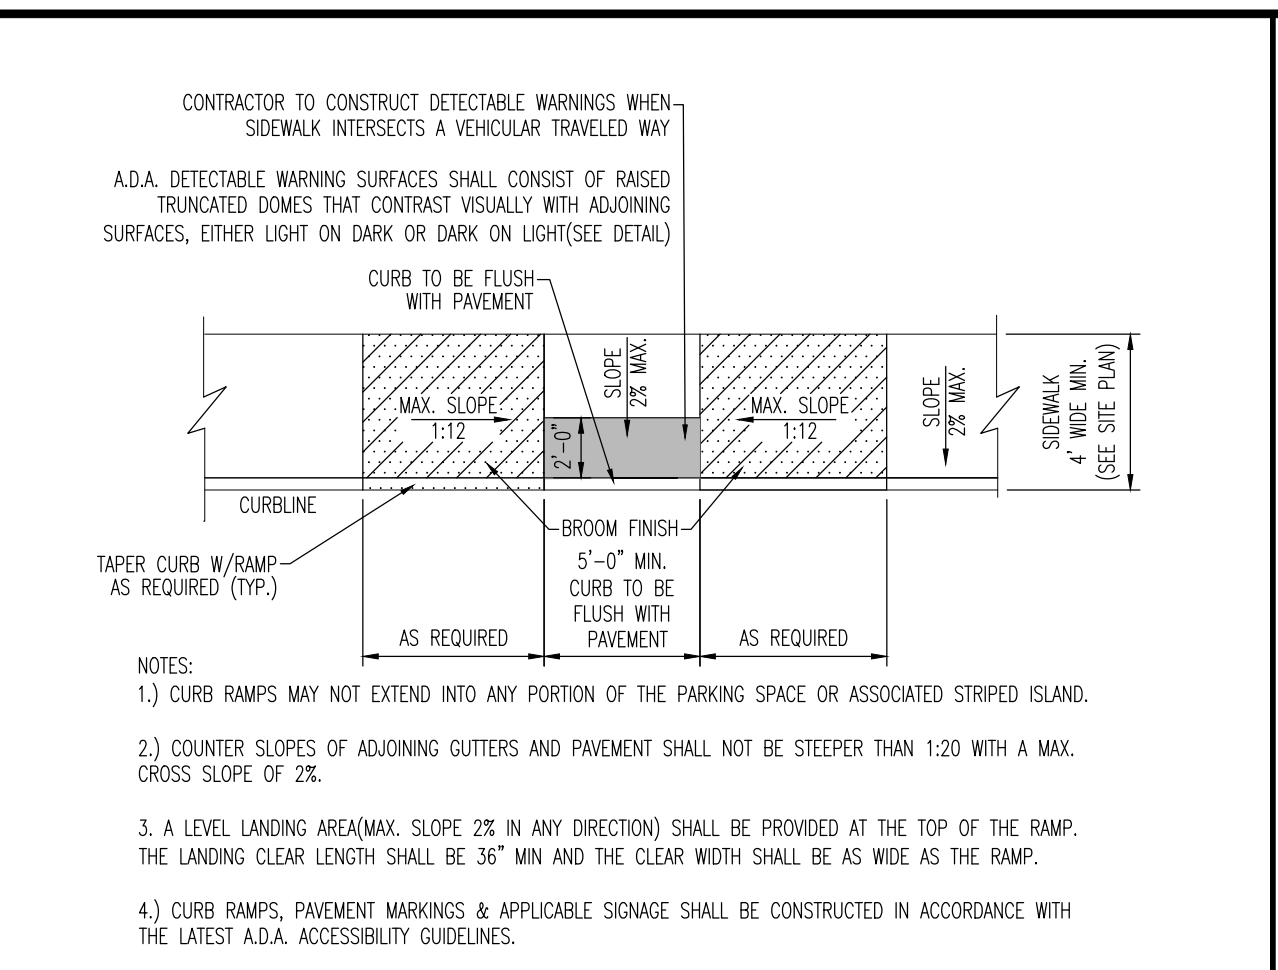 CONTRACTOR TO CONSTRUCT DETECTABLE WARNINGS WHEN
SIDEWALK INTERSECTS A VEHICULAR TRAVELED WAY
A.D.A. DETECTABLE WARNING SURFACES SHALL CONSIST OF RAISED
TRUNCATED DOMES THAT CONTRAST VISUALLY WITH ADJOINING
SURFACES, EITHER LIGHT ON DARK OR DARK ON LIGHT(SEE DETAIL)
CURB TO BE FLUSH
WITH PAVEMENT
MAX. SLOPE
1:12
SLOPE
2% MAX.
2'-0"
MAX. SLOPE
1:12
SLOPE
2% MAX.
SIDEWALK
4' WIDE MIN.
(SEE SITE PLAN)
CURBLINE
TAPER CURB W/RAMP
AS REQUIRED (TYP.)
BROOM FINISH
5'-0" MIN.
CURB TO BE
FLUSH WITH
PAVEMENT
AS REQUIRED
AS REQUIRED
NOTES:
1.) CURB RAMPS MAY NOT EXTEND INTO ANY PORTION OF THE PARKING SPACE OR ASSOCIATED STRIPED ISLAND.
2.) COUNTER SLOPES OF ADJOINING GUTTERS AND PAVEMENT SHALL NOT BE STEEPER THAN 1:20 WITH A MAX.
CROSS SLOPE OF 2%.
3. A LEVEL LANDING AREA(MAX. SLOPE 2% IN ANY DIRECTION) SHALL BE PROVIDED AT THE TOP OF THE RAMP.
THE LANDING CLEAR LENGTH SHALL BE 36" MIN AND THE CLEAR WIDTH SHALL BE AS WIDE AS THE RAMP.
4.) CURB RAMPS, PAVEMENT MARKINGS & APPLICABLE SIGNAGE SHALL BE CONSTRUCTED IN ACCORDANCE WITH
THE LATEST A.D.A. ACCESSIBILITY GUIDELINES.